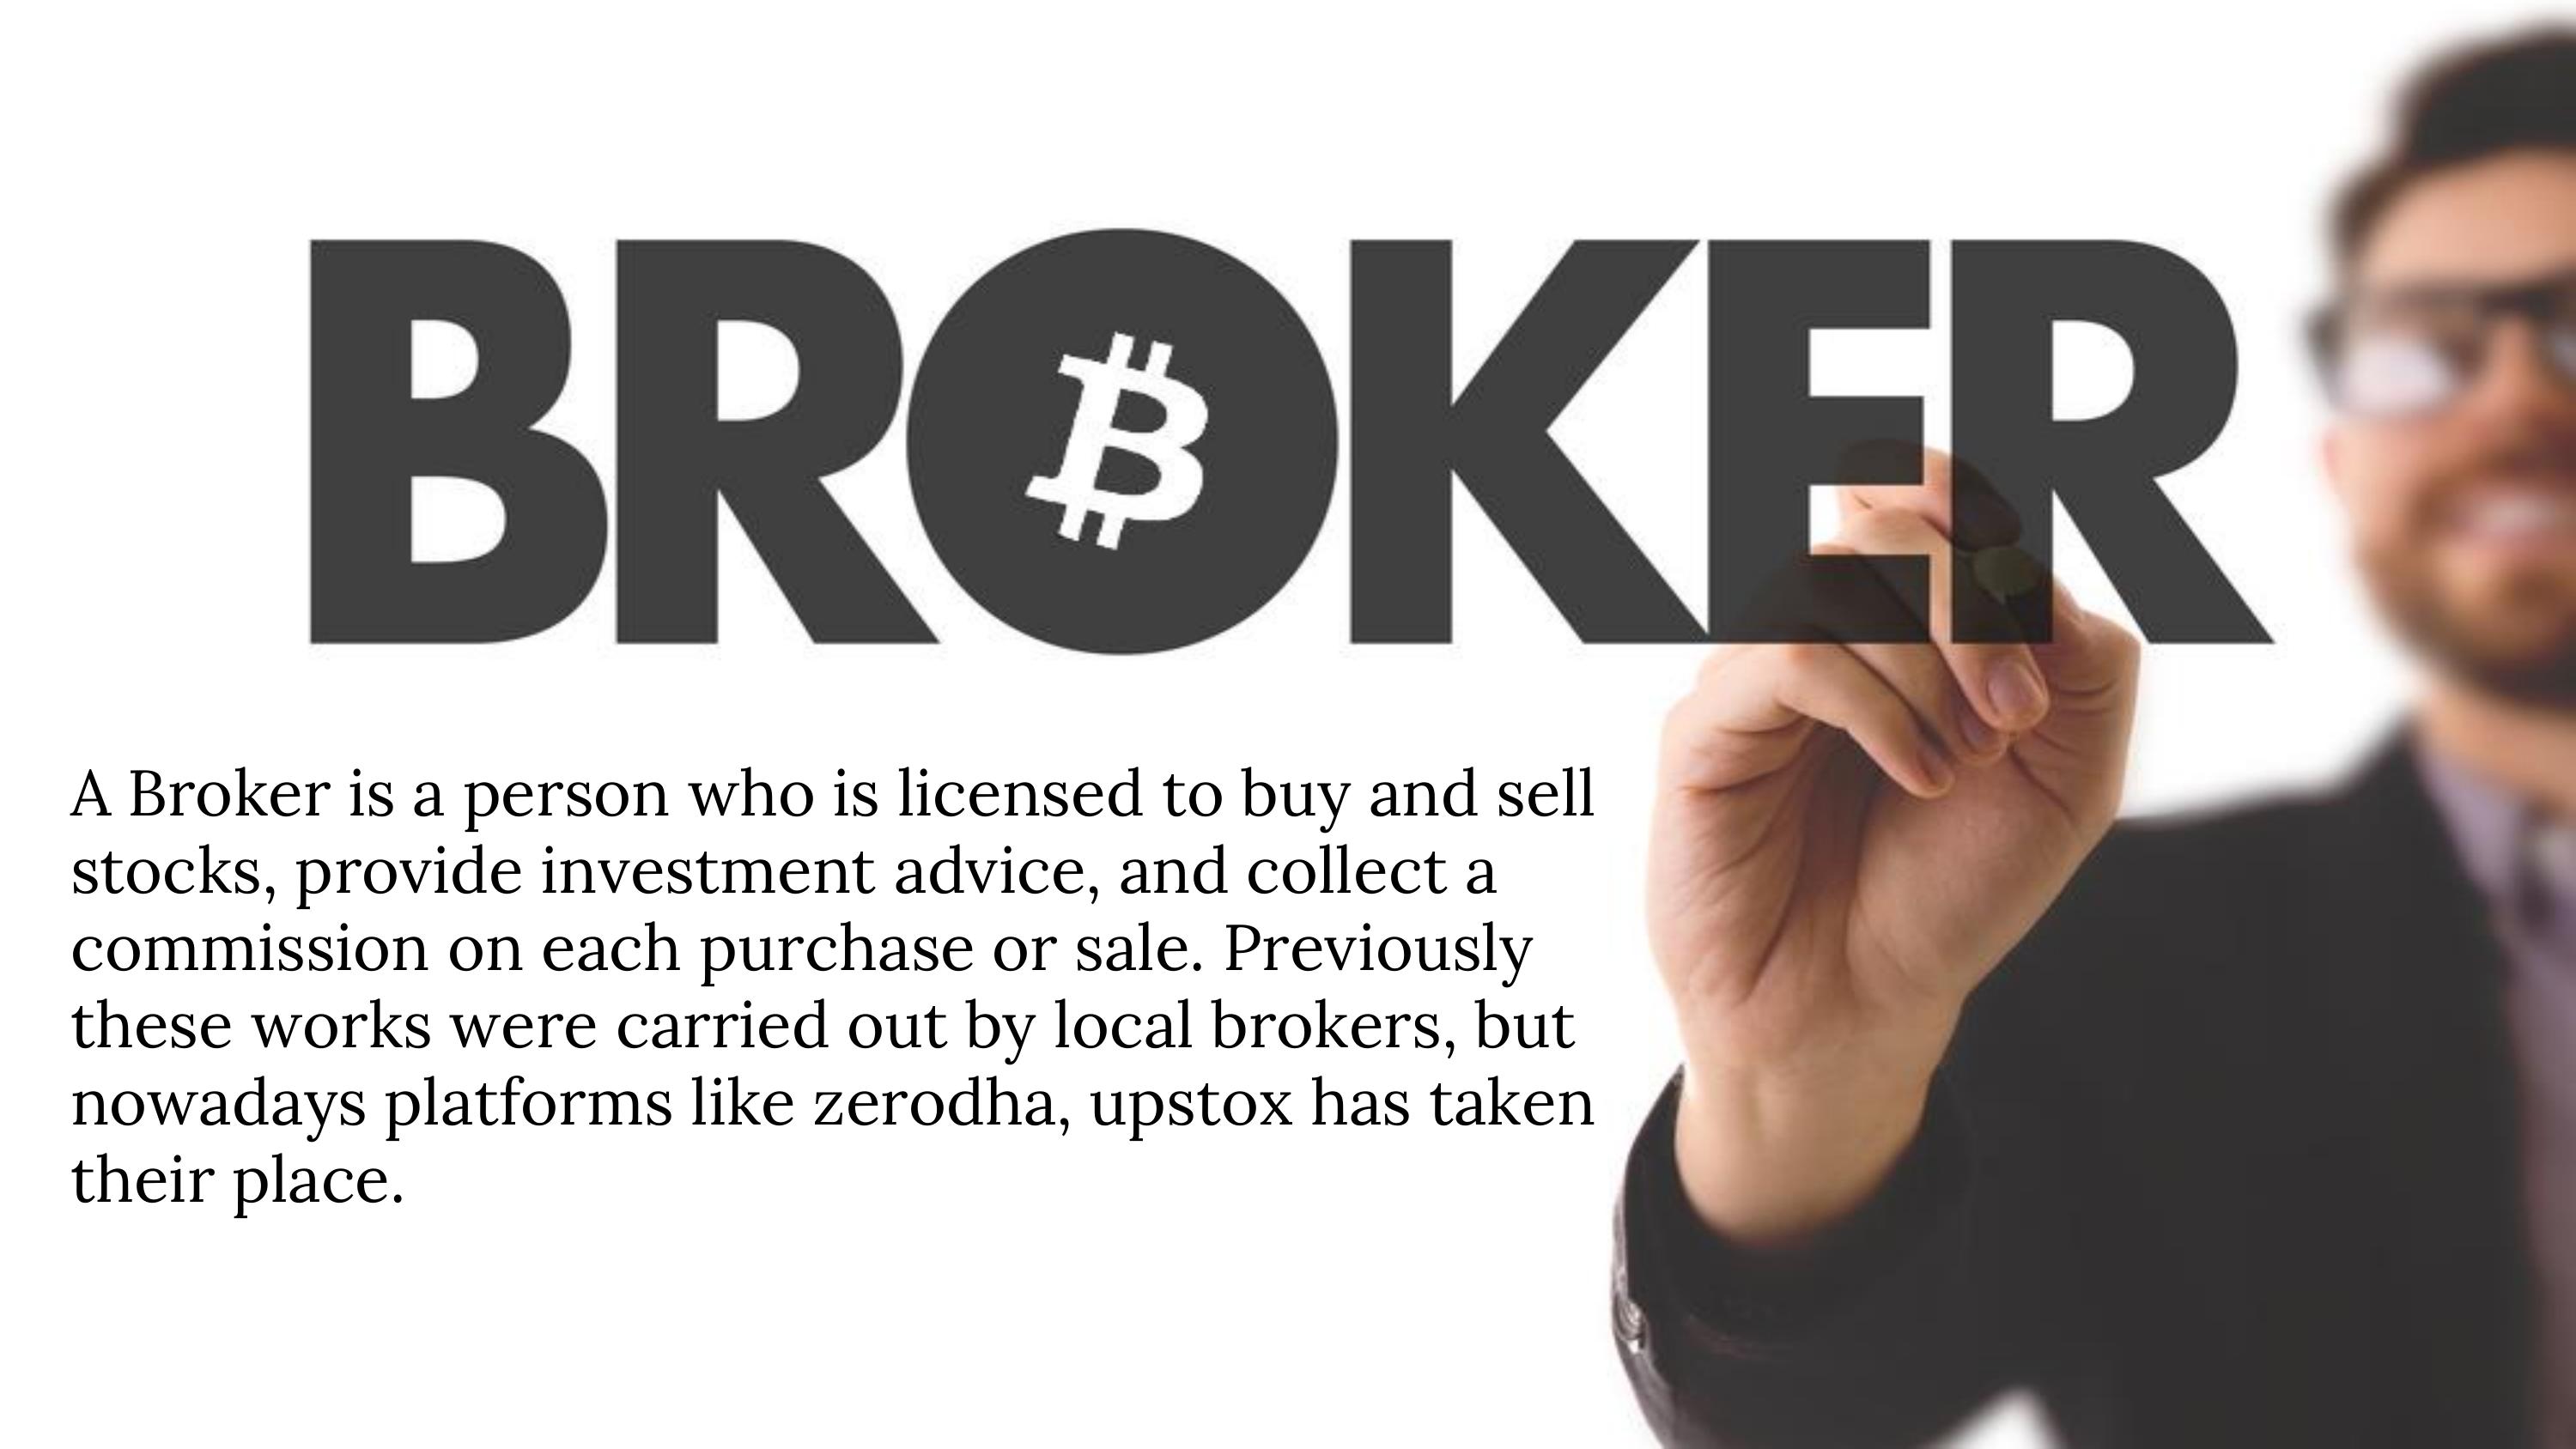 BROKER
A Broker is a person who is licensed to buy and sell
stocks, provide investment advice, and collect a
commission on each purchase or sale. Previously
these works were carried out by local brokers, but
nowadays platforms like zerodha, upstox has taken
their place.